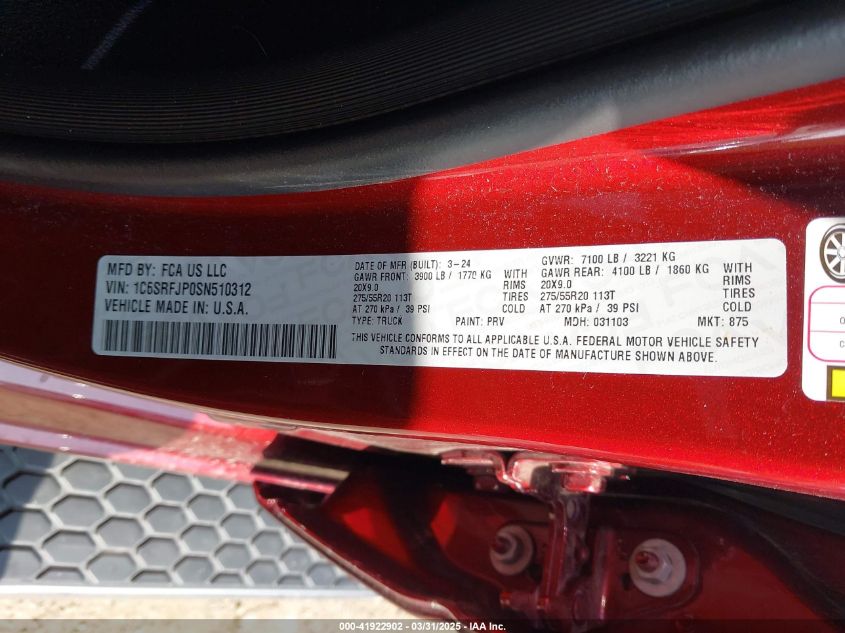 MFD BY: FCA US LLC
VIN: 1C6SRFJP0SN510312
VEHICLE MADE IN U.S.A.
DATE OF MFR (BUILT): 3-24 GVWR: 7100 LB / 3221 KG
GAWR FRONT: 3900 LB / 1770 KG WITH GAWR REAR: 4100 LB / 1860 KG WITH
20X9.0 RIMS 20X9.0 RIMS
275/55R20 113T TIRES 275/55R20 113T TIRES
AT 270 kPa / 39 PSI COLD AT 270 kPa / 39 PSI COLD
TYPE: TRUCK PAINT: PRV MDH: 031103 MKT: 875
THIS VEHICLE CONFORMS TO ALL APPLICABLE U.S.A. FEDERAL MOTOR VEHICLE SAFETY
STANDARDS IN EFFECT ON THE DATE OF MANUFACTURE SHOWN ABOVE.
000-41922902 - 03/31/2025 - © IAA